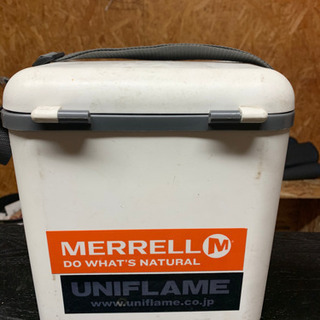 MERRELL M
DO WHAT'S NATURAL
UNIFLAME
www.uniflame.co.jp